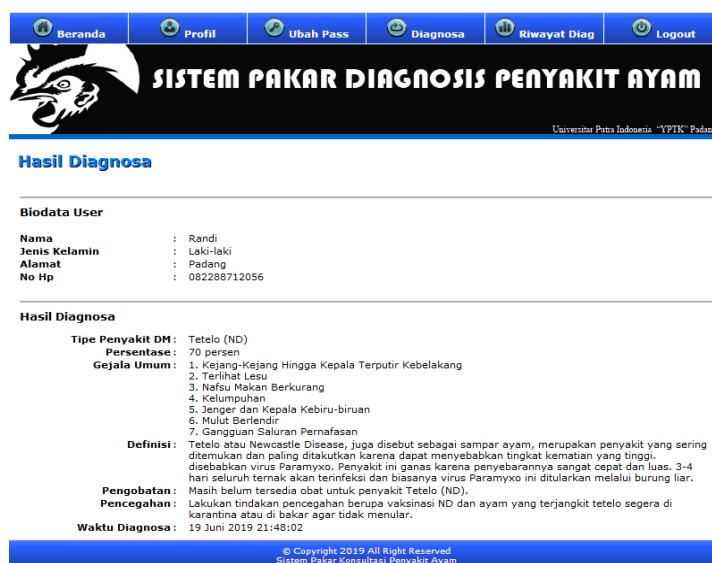 Beranda Profil Ubah Pass Diagnosa Riwayat Diag Logout
SISTEM PAKAR DIAGNOSIS PENYAKIT AYAM
Universitar Putra Indonesia "YPTK" Padan
Hasil Diagnosa
Biodata User
Nama : Randi
Jenis Kelamin : Laki-laki
Alamat : Padang
No Hp : 082288712056
Hasil Diagnosa
Tipe Penyakit DM : Tetelo (ND)
Persentase : 70 persen
Gejala Umum : 1. Kejang-Kejang Hingga Kepala Terputir Kebelakang
2. Terlihat Lesu
3. Nafsu Makan Berkurang
4. Kelumpuhan
5. Jenger dan Kepala Kebiru-biruan
6. Mulut Berlendir
7. Gangguan Saluran Pernafasan
Definisi : Tetelo atau Newcastle Disease, juga disebut sebagai sampar ayam, merupakan penyakit yang sering
ditemukan dan paling ditakutkan karena dapat menyebabkan tingkat kematian yang tinggi.
disebabkan virus Paramyxo. Penyakit ini ganas karena penyebarannya sangat cepat dan luas. 3-4
hari seluruh ternak akan terinfeksi dan biasanya virus Paramyxo ini ditularkan melalui burung liar.
Pengobatan : Masih belum tersedia obat untuk penyakit Tetelo (ND).
Pencegahan : Lakukan tindakan pencegahan berupa vaksinasi ND dan ayam yang terjangkit tetelo segera di
karantina atau di bakar agar tidak menular.
Waktu Diagnosa : 19 Juni 2019 21:48:02
© Copyright 2019 All Right Reserved
Sistem Pakar Konsultasi Penyakit Ayam